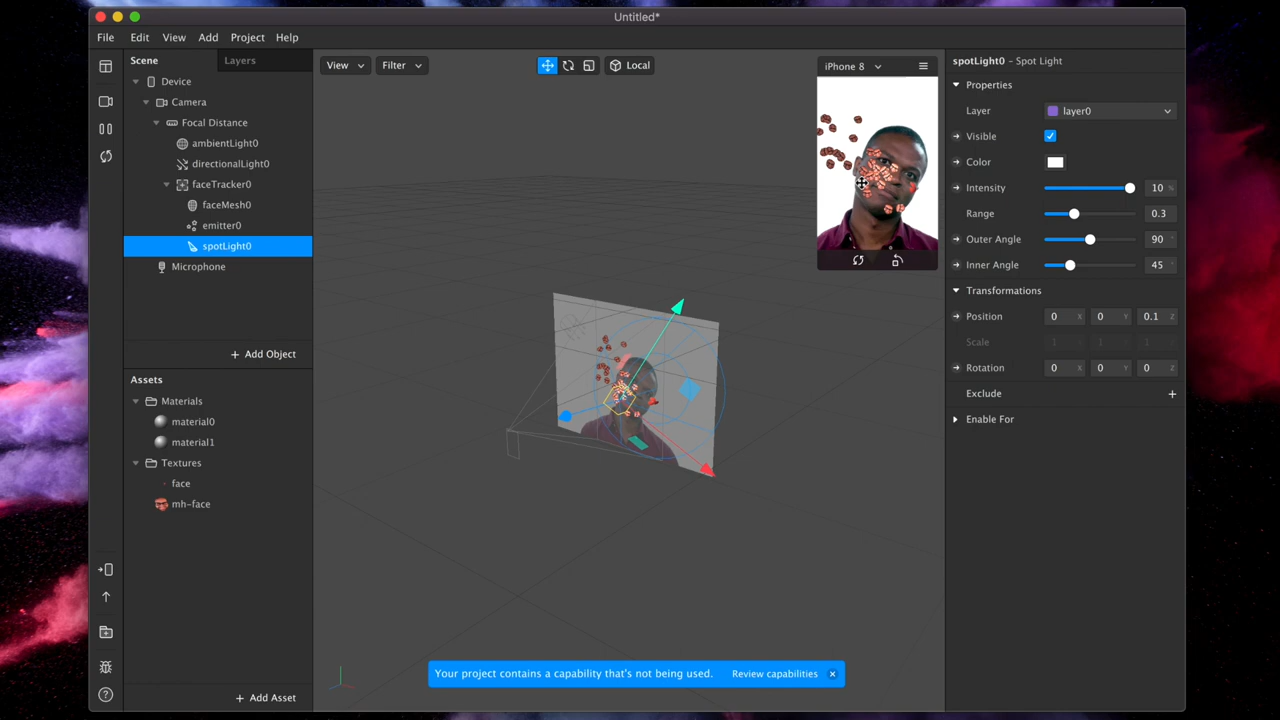 Untitled*
File Edit View Add Project Help
Scene
Layers
Device
Camera
Focal Distance
ambientLight0
directionalLight0
faceTracker0
faceMesh0
emitter0
spotLight0
Microphone
Add Object
Assets
Materials
material0
material1
Textures
face
mh-face
Add Asset
View
Filter
Local
iPhone 8
Your project contains a capability that's not being used. Review capabilities
spotLight0 – Spot Light
Properties
Layer layer0
Visible
Color
Intensity 10 %
Range 0.3
Outer Angle 90 °
Inner Angle 45 °
Transformations
Position 0 X 0 Y 0.1 Z
Scale 1 X 1 Y 1 Z
Rotation 0 X 0 Y 0 Z
Exclude
Enable For